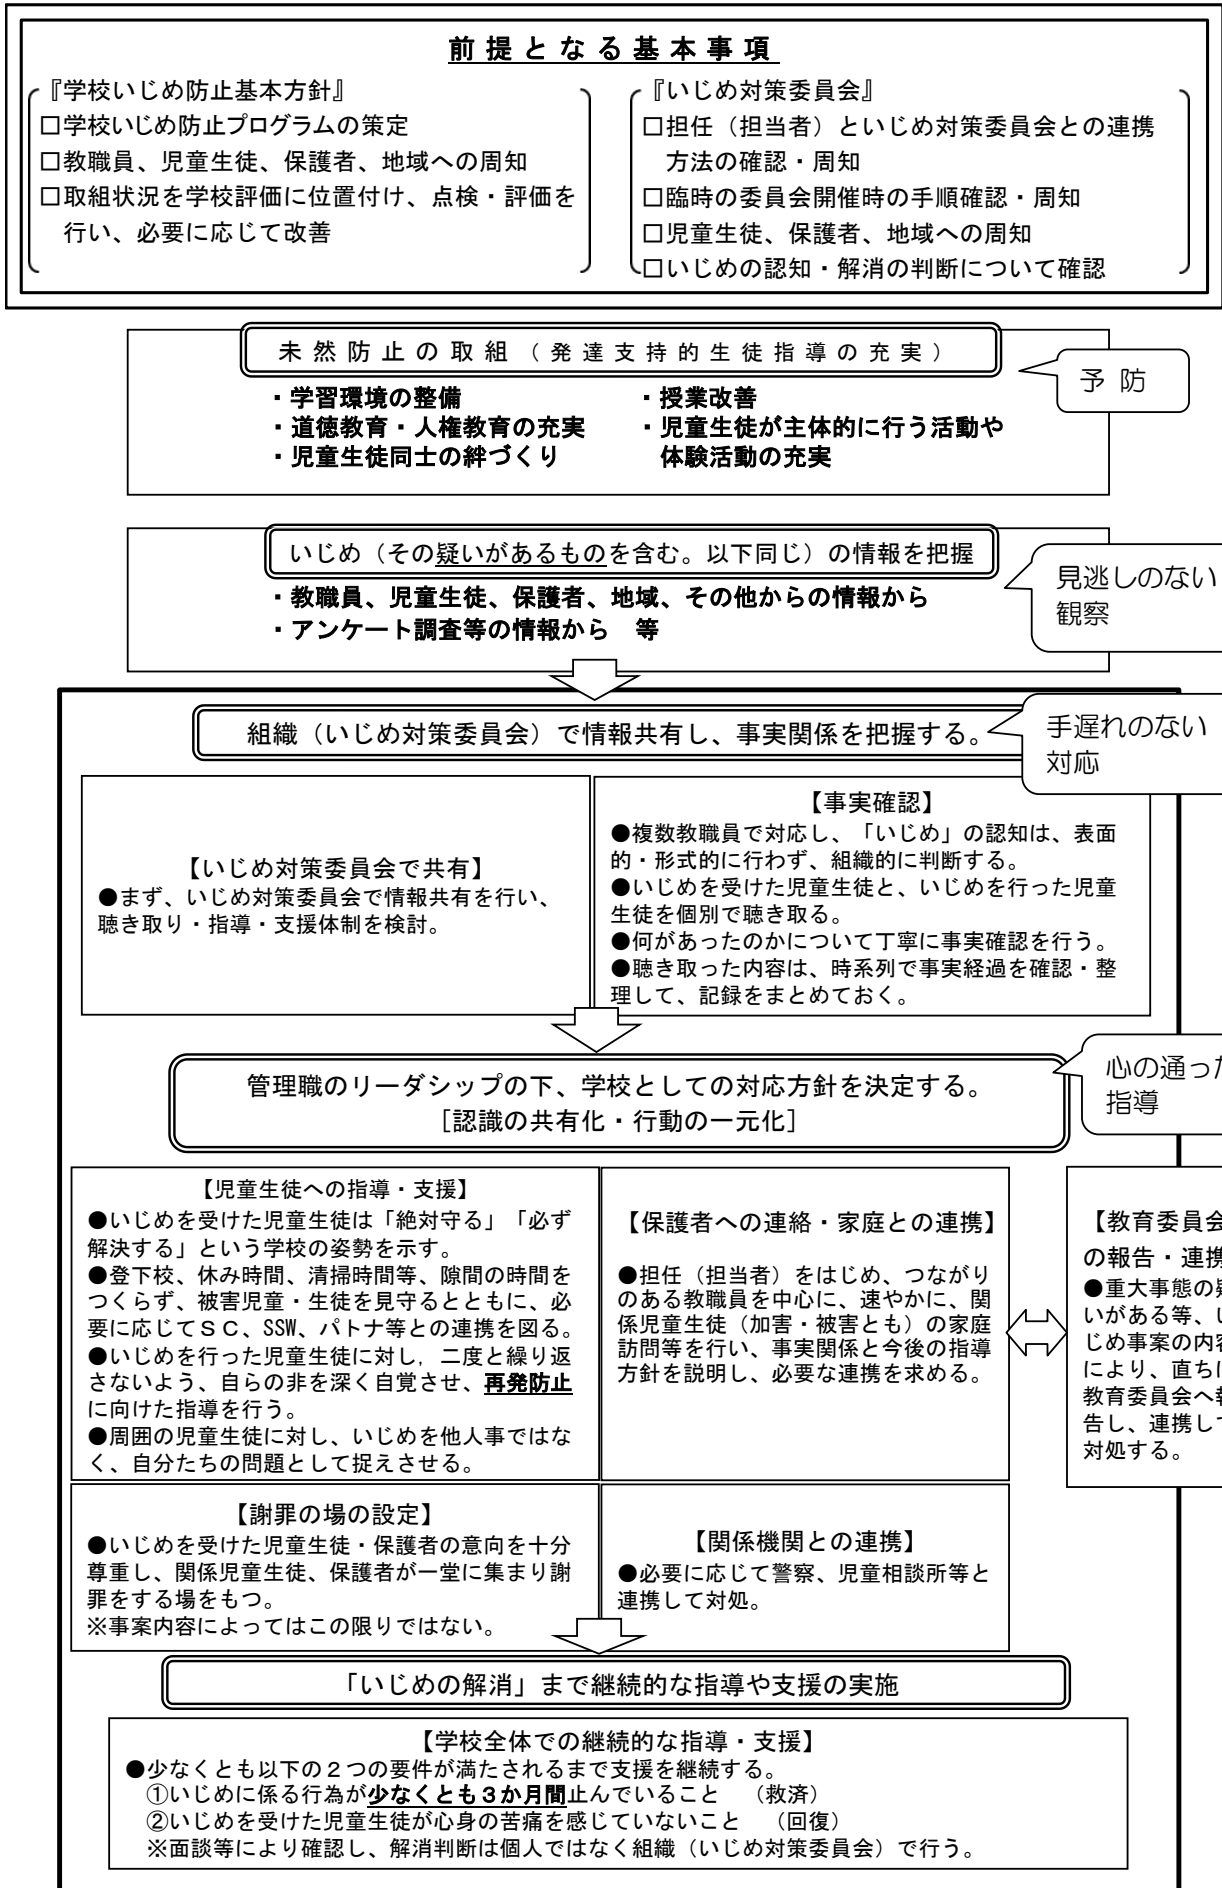 前提となる基本事項
『学校いじめ防止基本方針』
□学校いじめ防止プログラムの策定
□教職員、児童生徒、保護者、地域への周知
□取組状況を学校評価に位置付け、点検・評価を
行い、必要に応じて改善
『いじめ対策委員会』
□担任（担当者）といじめ対策委員会との連携
方法の確認・周知
□臨時の委員会開催時の手順確認・周知
□児童生徒、保護者、地域への周知
□いじめの認知・解消の判断について確認
未然防止の取組（発達支持的生徒指導の充実）
予防
・学習環境の整備
・道徳教育・人権教育の充実
・児童生徒同士の絆づくり
・授業改善
・児童生徒が主体的に行う活動や
体験活動の充実
いじめ（その疑いがあるものを含む。以下同じ）の情報を把握
見逃しのない
観察
・教職員、児童生徒、保護者、地域、その他からの情報から
・アンケート調査等の情報から　等
組織（いじめ対策委員会）で情報共有し、事実関係を把握する。
手遅れのない
対応
【いじめ対策委員会で共有】
●まず、いじめ対策委員会で情報共有を行い、
聴き取り・指導・支援体制を検討。
【事実確認】
●複数教職員で対応し、「いじめ」の認知は、表面
的・形式的に行わず、組織的に判断する。
●いじめを受けた児童生徒と、いじめを行った児童
生徒を個別で聴き取る。
●何があったのかについて丁寧に事実確認を行う。
●聴き取った内容は、時系列で事実経過を確認・整
理して、記録をまとめておく。
管理職のリーダシップの下、学校としての対応方針を決定する。
［認識の共有化・行動の一元化］
心の通った
指導
【児童生徒への指導・支援】
●いじめを受けた児童生徒は「絶対守る」「必ず
解決する」という学校の姿勢を示す。
●登下校、休み時間、清掃時間等、隙間の時間を
つくらず、被害児童・生徒を見守るとともに、必
要に応じてＳＣ、SSW、パトナ等との連携を図る。
●いじめを行った児童生徒に対し，二度と繰り返
さないよう、自らの非を深く自覚させ、再発防止
に向けた指導を行う。
●周囲の児童生徒に対し、いじめを他人事ではな
く、自分たちの問題として捉えさせる。
【保護者への連絡・家庭との連携】
●担任（担当者）をはじめ、つながり
のある教職員を中心に、速やかに、関
係児童生徒（加害・被害とも）の家庭
訪問等を行い、事実関係と今後の指導
方針を説明し、必要な連携を求める。
【教育委員会
の報告・連携
●重大事態の疑
いがある等、い
じめ事案の内容
により、直ちに
教育委員会へ報
告し、連携して
対処する。
【謝罪の場の設定】
●いじめを受けた児童生徒・保護者の意向を十分
尊重し、関係児童生徒、保護者が一堂に集まり謝
罪をする場をもつ。
※事案内容によってはこの限りではない。
【関係機関との連携】
●必要に応じて警察、児童相談所等と
連携して対処。
「いじめの解消」まで継続的な指導や支援の実施
【学校全体での継続的な指導・支援】
●少なくとも以下の２つの要件が満たされるまで支援を継続する。
①いじめに係る行為が少なくとも３か月間止んでいること　（救済）
②いじめを受けた児童生徒が心身の苦痛を感じていないこと　（回復）
※面談等により確認し、解消判断は個人ではなく組織（いじめ対策委員会）で行う。